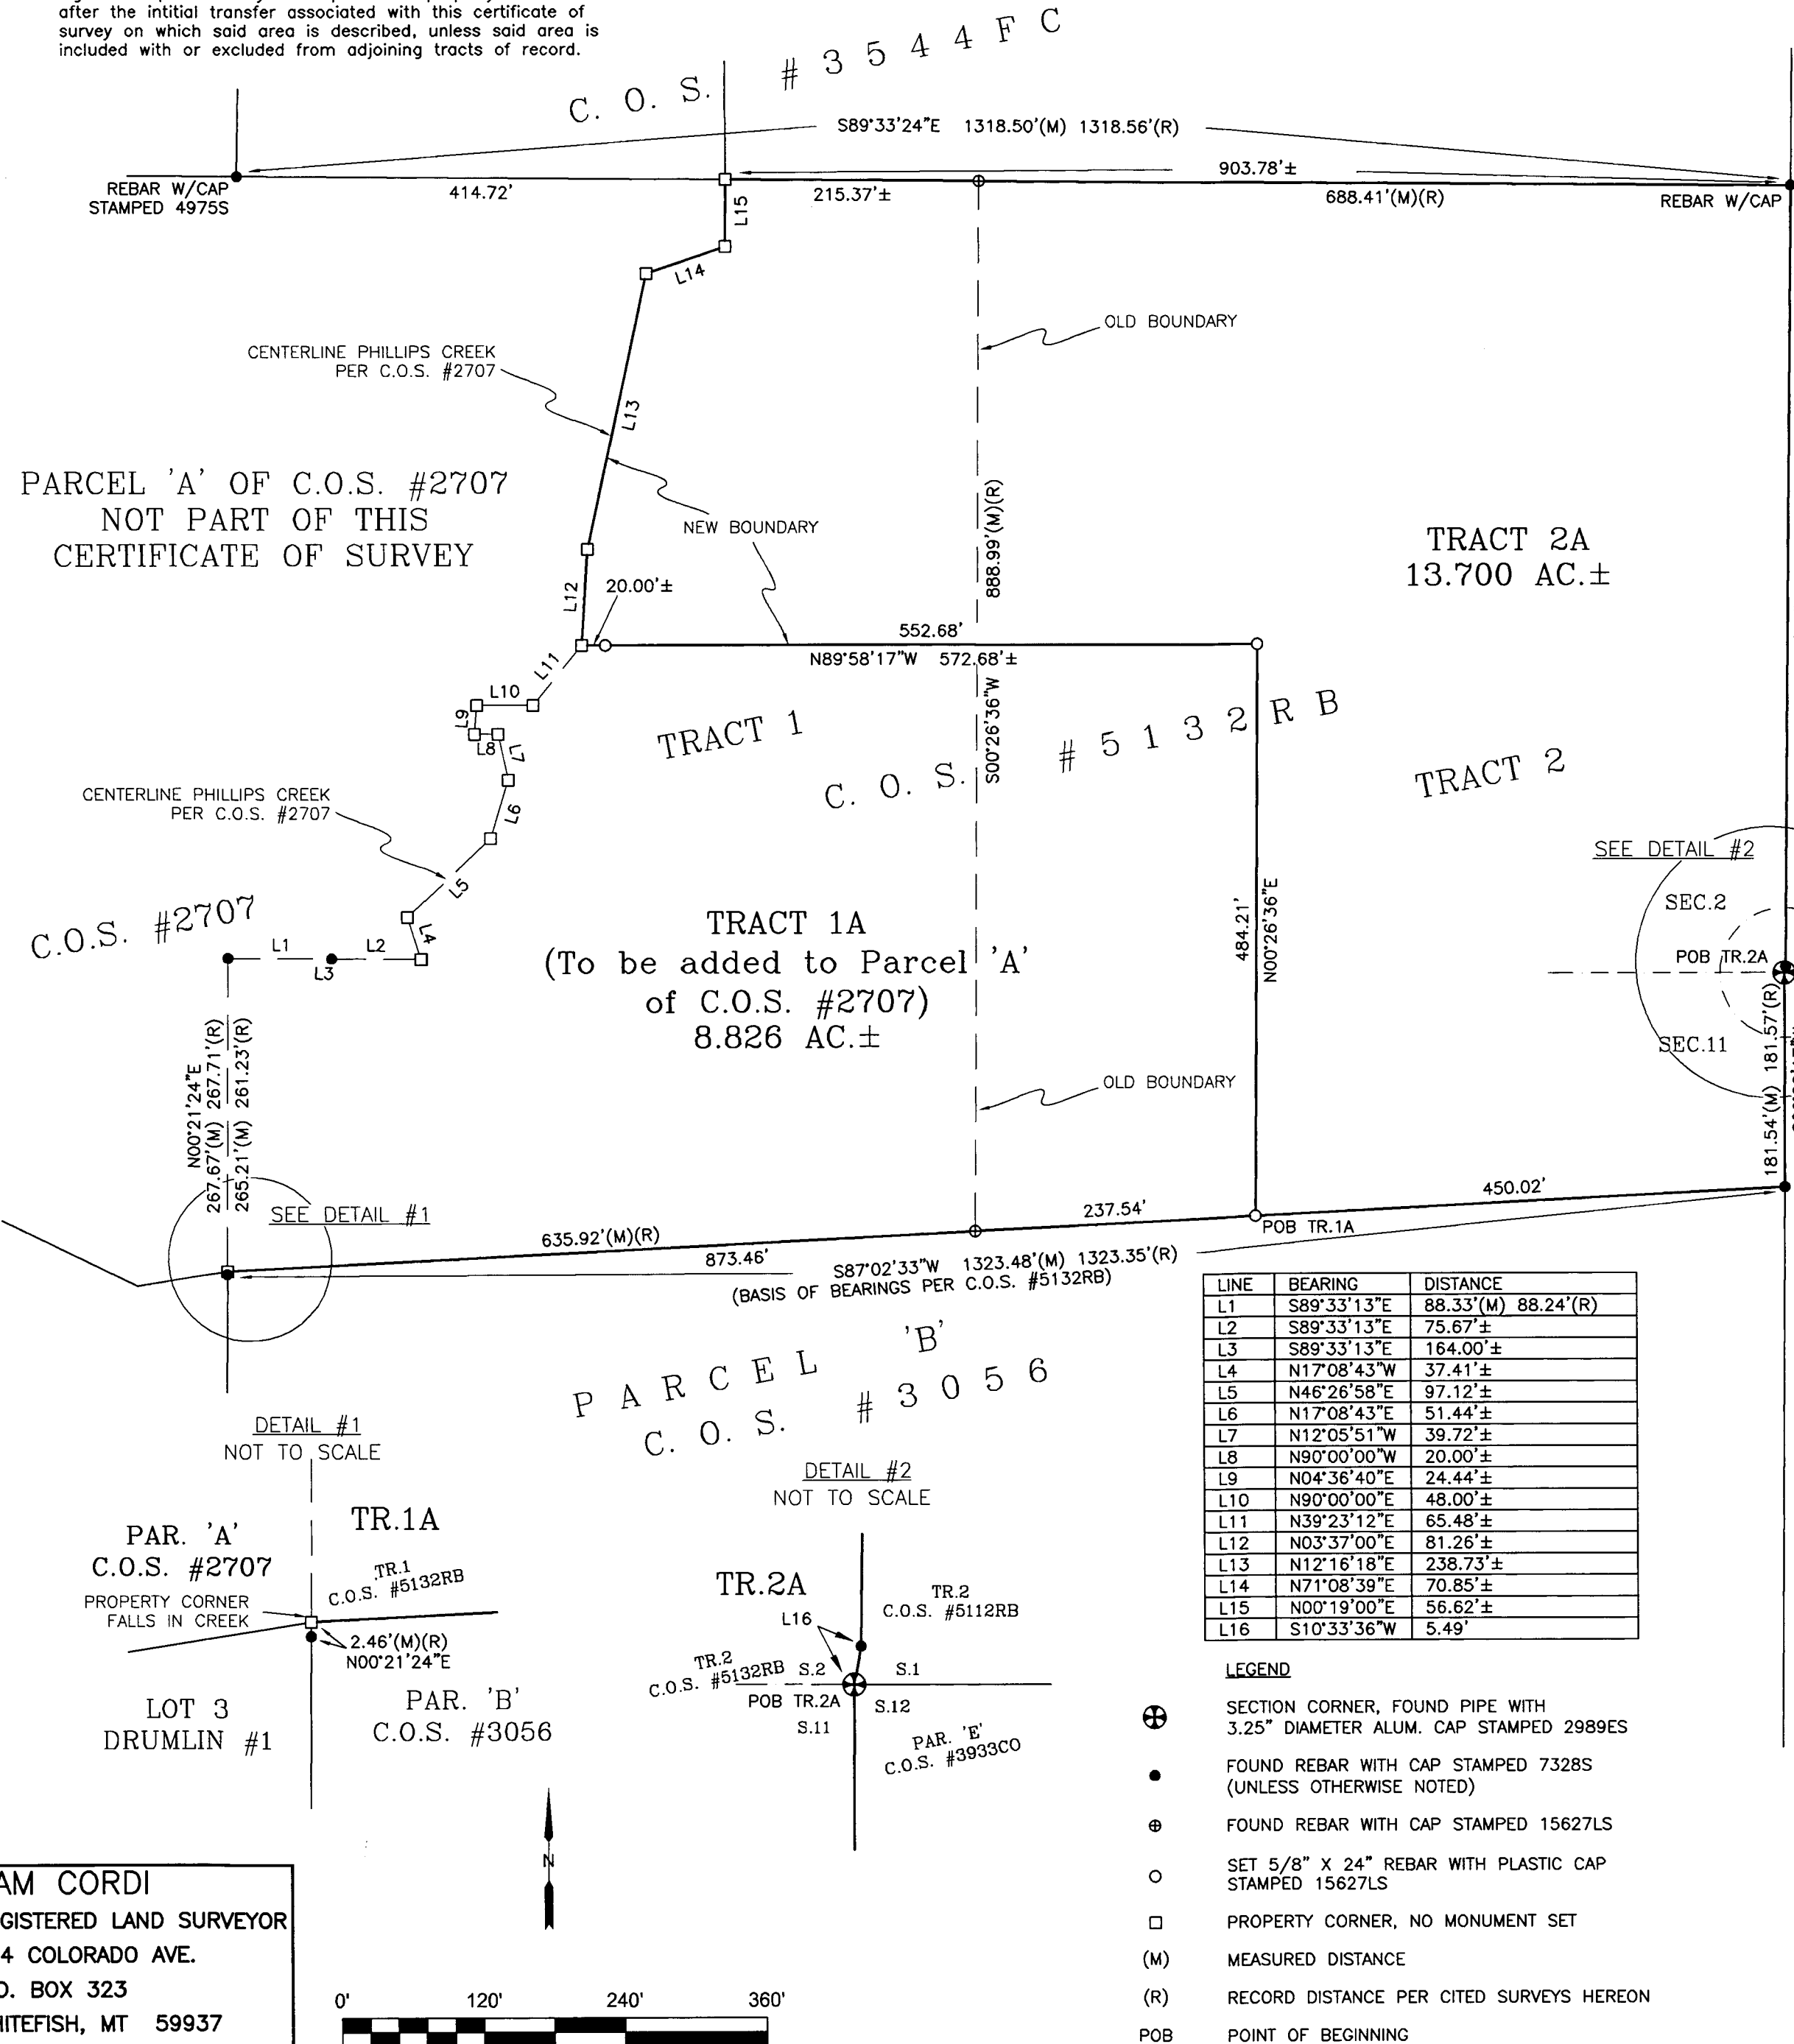 after the intitial transfer associated with this certificate of
survey on which said area is described, unless said area is
included with or excluded from adjoining tracts of record.
C. O. S. # 3 5 4 4 F C
S89°33'24"E 1318.50'(M) 1318.56'(R)
903.78'±
REBAR W/CAP
STAMPED 4975S
414.72'
215.37'±
688.41'(M)(R)
REBAR W/CAP
L15
L14
OLD BOUNDARY
CENTERLINE PHILLIPS CREEK
PER C.O.S. #2707
L13
PARCEL 'A' OF C.O.S. #2707
NOT PART OF THIS
CERTIFICATE OF SURVEY
NEW BOUNDARY
888.99'(M)(R)
S00°26'36"W
TRACT 2A
13.700 AC.±
L12
20.00'±
552.68'
N89°58'17"W 572.68'±
L11
L10
L9
L8
L7
L6
TRACT 1
C. O. S. # 5 1 3 2 R B
TRACT 2
CENTERLINE PHILLIPS CREEK
PER C.O.S. #2707
L5
L4
C.O.S. #2707
L1
L2
L3
TRACT 1A
(To be added to Parcel 'A'
of C.O.S. #2707)
8.826 AC.±
484.21'
N00°26'36"E
SEE DETAIL #2
SEC.2
POB TR.2A
SEC.11
181.54'(M) 181.57'(R)
OLD BOUNDARY
N00°21'24"E
267.67'(M) 267.71'(R)
265.21'(M) 261.23'(R)
SEE DETAIL #1
635.92'(M)(R)
873.46'
237.54'
450.02'
POB TR.1A
S87°02'33"W 1323.48'(M) 1323.35'(R)
(BASIS OF BEARINGS PER C.O.S. #5132RB)
P A R C E L 'B'
C. O. S. # 3 0 5 6
LINE BEARING DISTANCE
L1 S89°33'13"E 88.33'(M) 88.24'(R)
L2 S89°33'13"E 75.67'±
L3 S89°33'13"E 164.00'±
L4 N17°08'43"W 37.41'±
L5 N46°26'58"E 97.12'±
L6 N17°08'43"E 51.44'±
L7 N12°05'51"W 39.72'±
L8 N90°00'00"W 20.00'±
L9 N04°36'40"E 24.44'±
L10 N90°00'00"E 48.00'±
L11 N39°23'12"E 65.48'±
L12 N03°37'00"E 81.26'±
L13 N12°16'18"E 238.73'±
L14 N71°08'39"E 70.85'±
L15 N00°19'00"E 56.62'±
L16 S10°33'36"W 5.49'
DETAIL #1
NOT TO SCALE
PAR. 'A'
C.O.S. #2707
TR.1A
TR.1
C.O.S. #5132RB
PROPERTY CORNER
FALLS IN CREEK
2.46'(M)(R)
N00°21'24"E
LOT 3
DRUMLIN #1
PAR. 'B'
C.O.S. #3056
DETAIL #2
NOT TO SCALE
TR.2A
L16
TR.2
C.O.S. #5112RB
TR.2
C.O.S. #5132RB
S.2
S.1
POB TR.2A
S.12
S.11
PAR. 'E'
C.O.S. #3933CO
LEGEND
SECTION CORNER, FOUND PIPE WITH
3.25" DIAMETER ALUM. CAP STAMPED 2989ES
FOUND REBAR WITH CAP STAMPED 7328S
(UNLESS OTHERWISE NOTED)
FOUND REBAR WITH CAP STAMPED 15627LS
SET 5/8" X 24" REBAR WITH PLASTIC CAP
STAMPED 15627LS
PROPERTY CORNER, NO MONUMENT SET
(M) MEASURED DISTANCE
(R) RECORD DISTANCE PER CITED SURVEYS HEREON
POB POINT OF BEGINNING
N
AM CORDI
GISTERED LAND SURVEYOR
4 COLORADO AVE.
O. BOX 323
HITEFISH, MT 59937
0' 120' 240' 360'